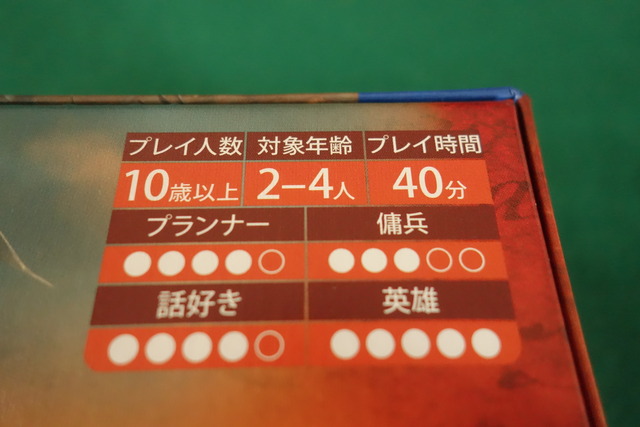 プレイ人数 対象年齢 プレイ時間
10歳以上 2−4人 40分
プランナー 傭兵
話好き 英雄